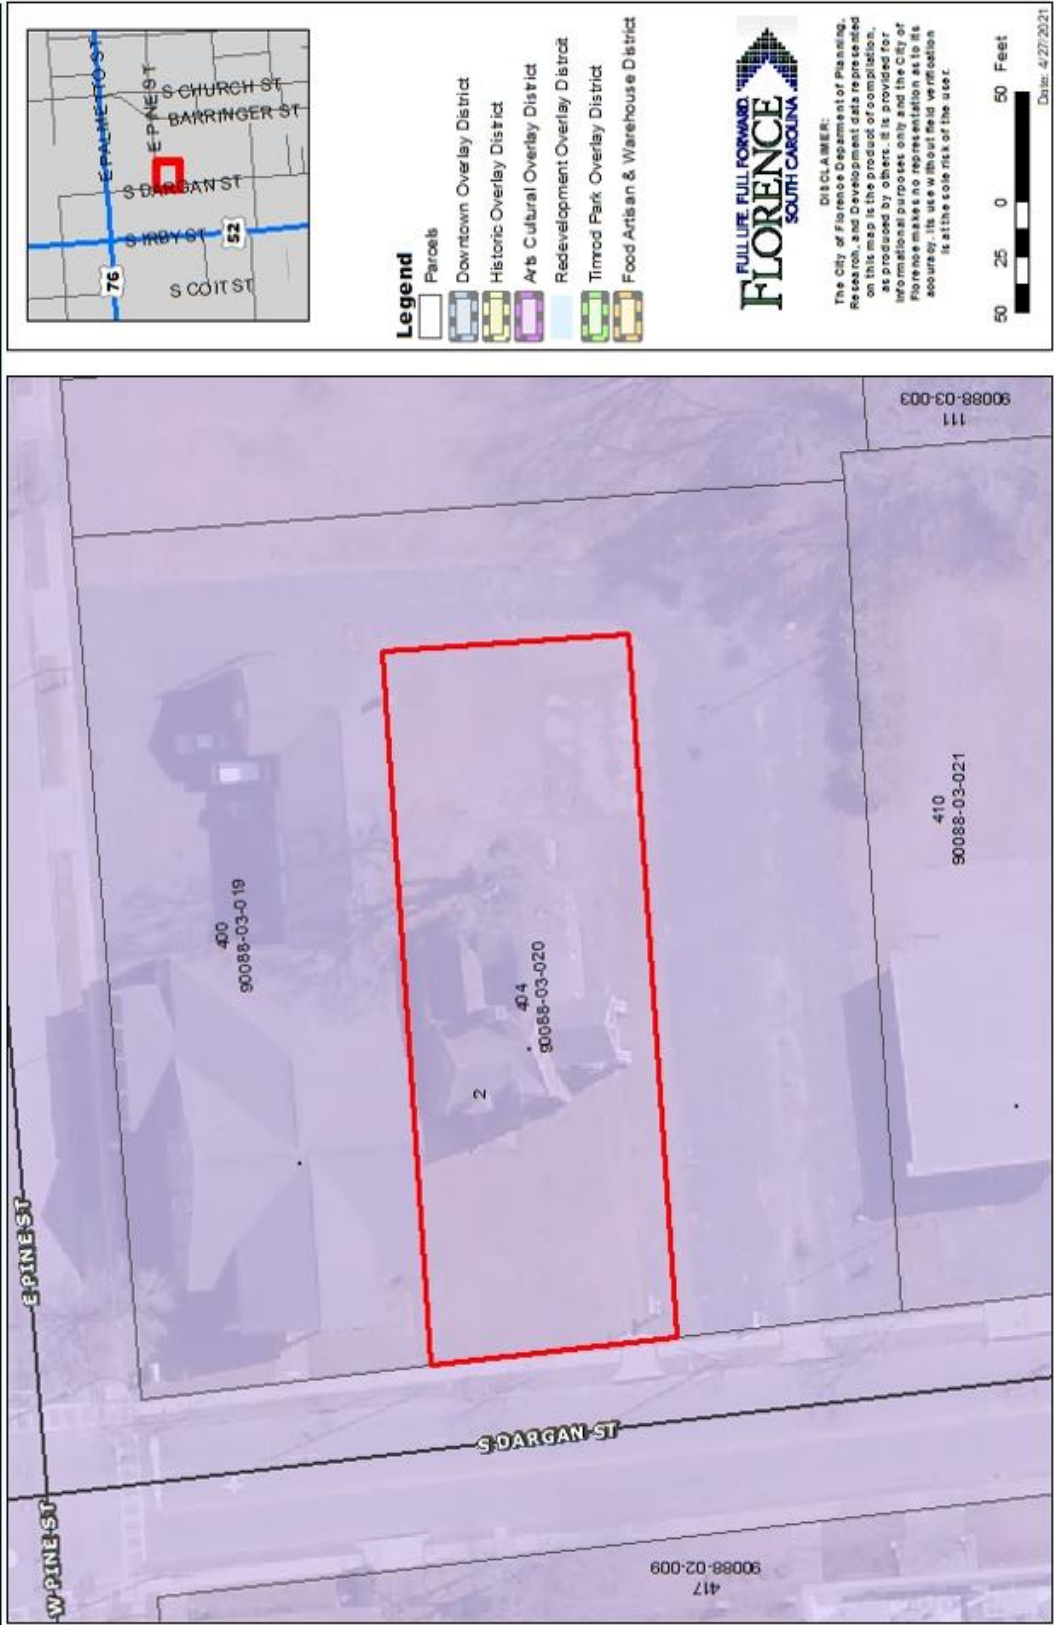 E PALMETTO ST
E PINE ST
S CHURCH ST
BARRINGER ST
S DARGAN ST
S IRBY ST
52
76
S COIT ST
Legend
Parcels
Downtown Overlay District
Historic Overlay District
Arts Cultural Overlay District
Redevelopment Overlay Distrcit
Timrod Park Overlay District
Food Artisan & Warehouse District
FULL LIFE. FULL FORWARD.
FLORENCE
SOUTH CAROLINA
DISCLAIMER:
The City of Florence Department of Planning,
Research, and Development data represented
on this map is the product of compilation,
as produced by others. It is provided for
informational purposes only and the City of
Florence makes no representation as to its
accuracy. Its use without field verification
is at the sole risk of the user.
50 25 0 50 Feet
Date: 4/27/2021
W PINE ST
E PINE ST
S DARGAN ST
400
90088-03-019
2
404
90088-03-020
410
90088-03-021
111
90088-03-003
417
90088-02-009